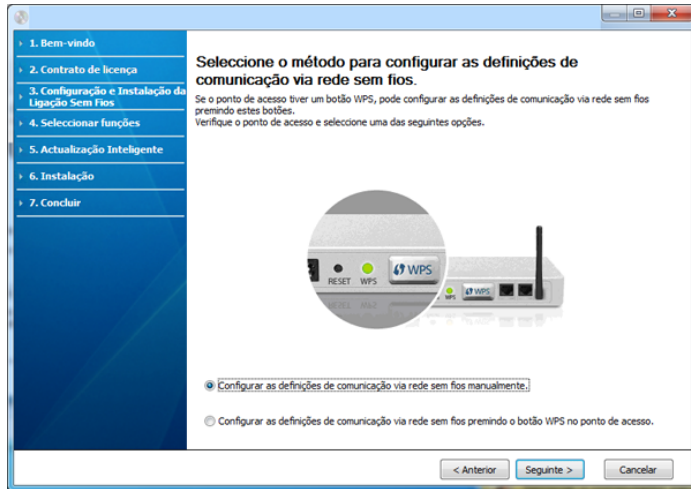 1. Bem-vindo
2. Contrato de licença
3. Configuração e Instalação da
Ligação Sem Fios
4. Seleccionar funções
5. Actualização Inteligente
6. Instalação
7. Concluir
Seleccione o método para configurar as definições de
comunicação via rede sem fios.
Se o ponto de acesso tiver um botão WPS, pode configurar as definições de comunicação via rede sem fios
premindo estes botões.
Verifique o ponto de acesso e seleccione uma das seguintes opções.
RESET WPS WPS
WPS WPS
Configurar as definições de comunicação via rede sem fios manualmente.
Configurar as definições de comunicação via rede sem fios premindo o botão WPS no ponto de acesso.
< Anterior Seguinte > Cancelar